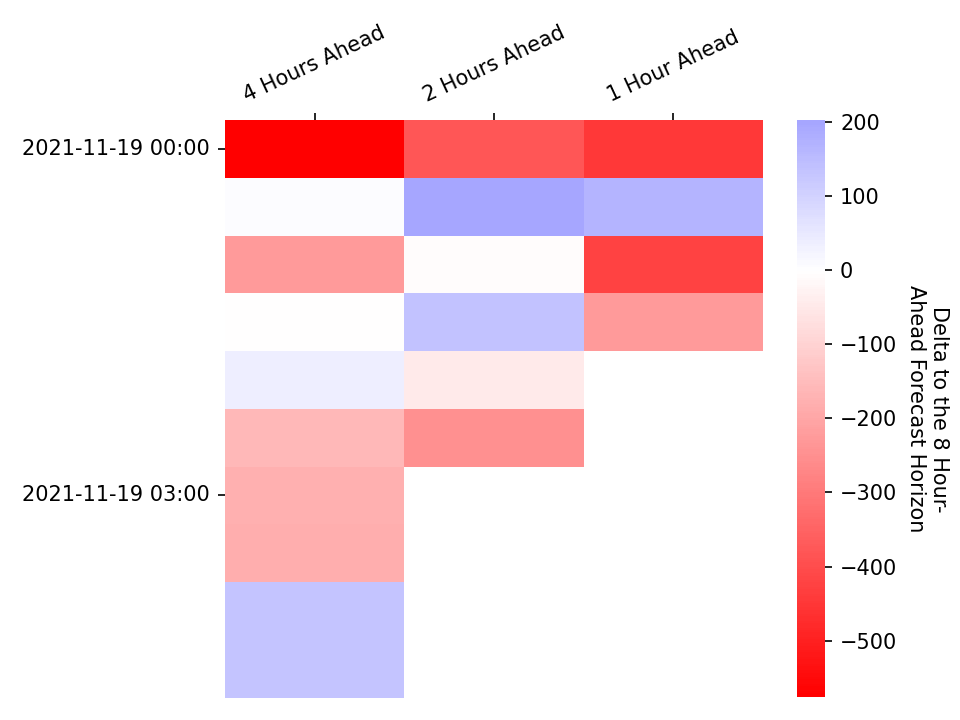 4 Hours Ahead
2 Hours Ahead
1 Hour Ahead
2021-11-19 00:00
2021-11-19 03:00
200
100
0
−100
−200
−300
−400
−500
Delta to the 8 Hour-
Ahead Forecast Horizon